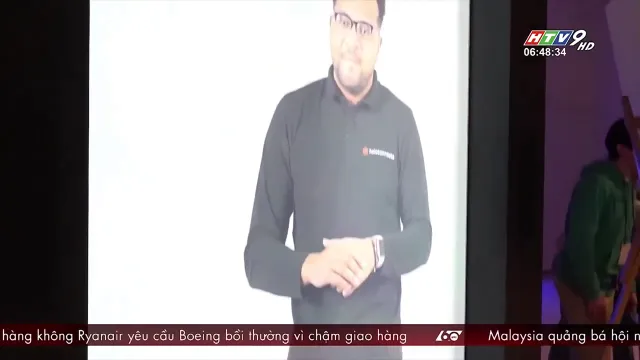 HTV9 HD
06:48:34
hàng không Ryanair yêu cầu Boeing bồi thường vì chậm giao hàng 60 Malaysia quảng bá hội n